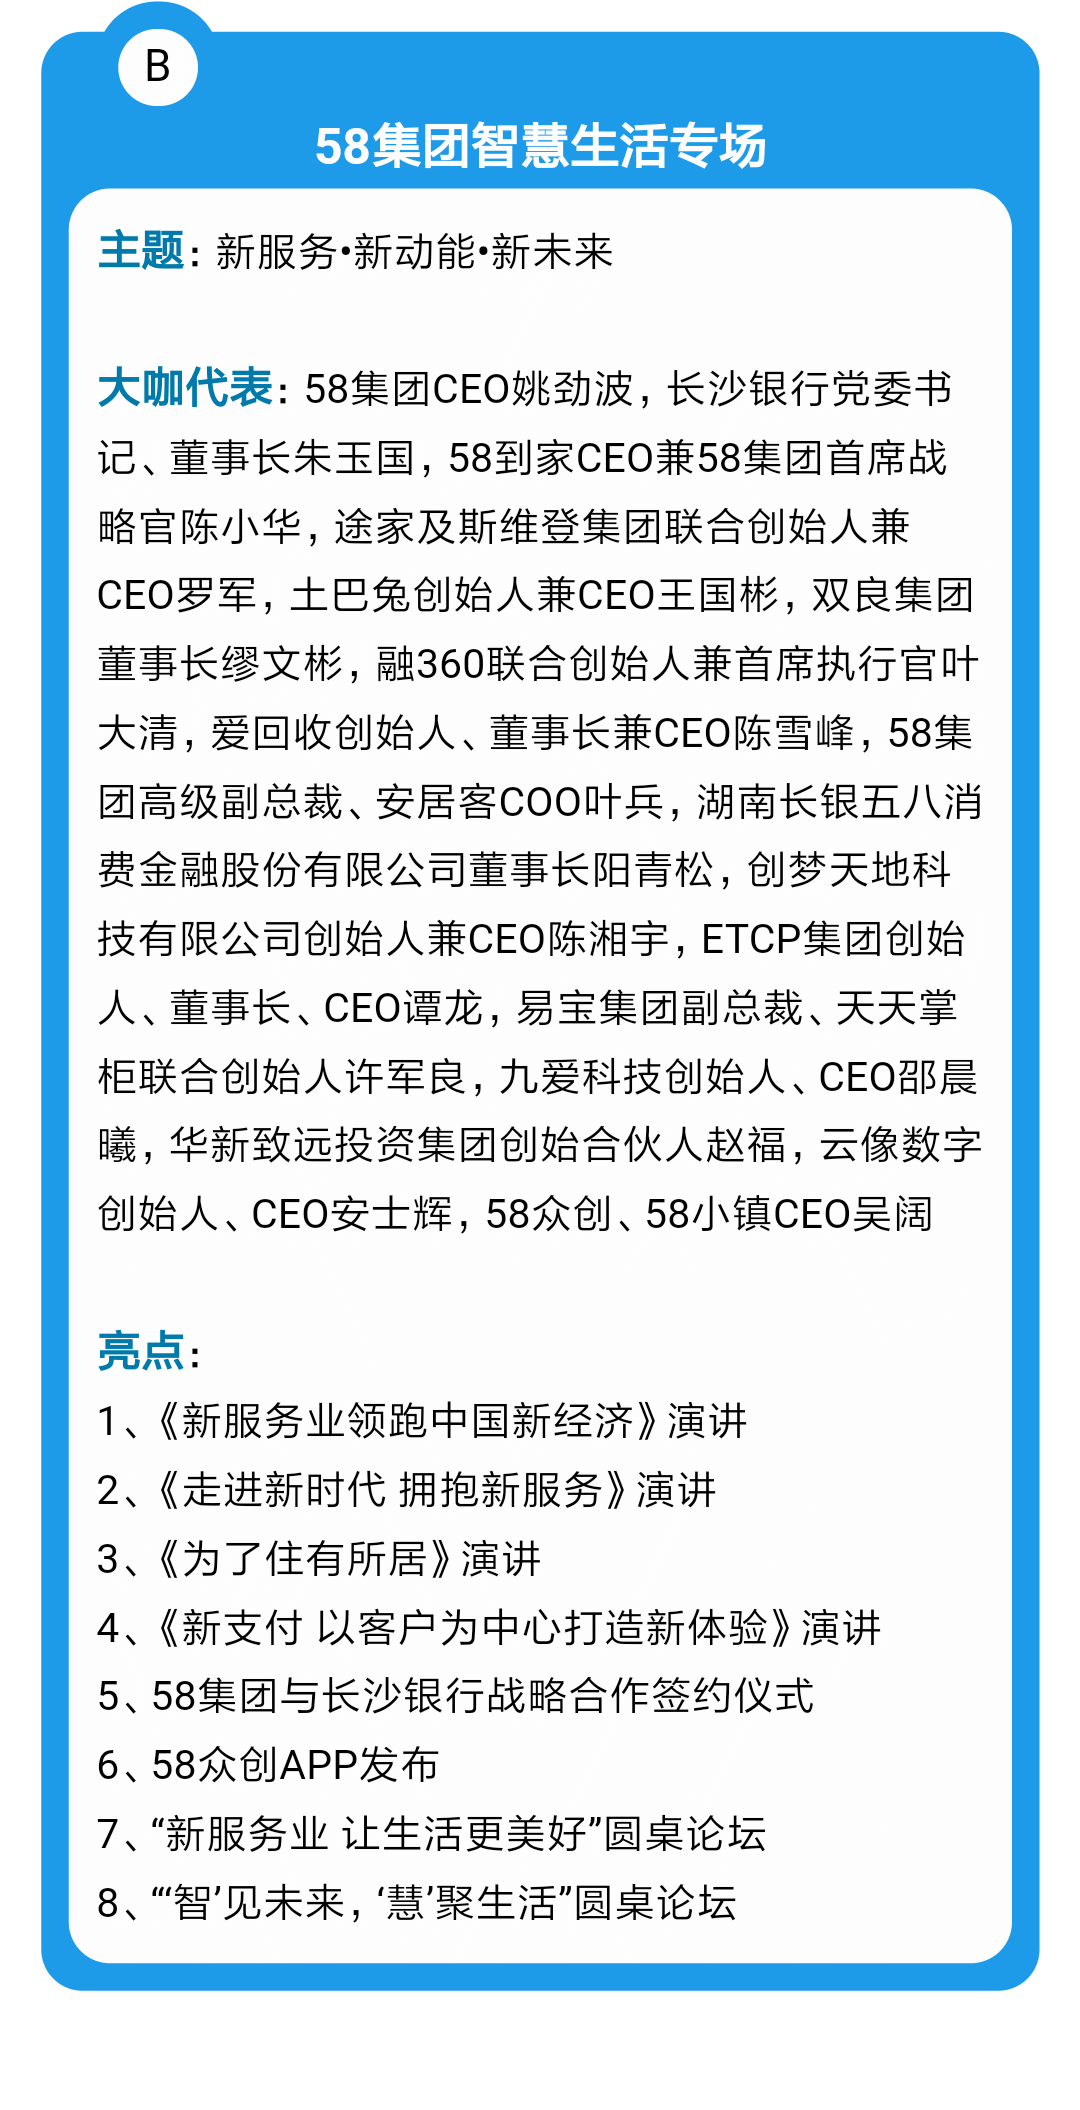 B
58集团智慧生活专场
主题：新服务•新动能•新未来
大咖代表：58集团CEO姚劲波，长沙银行党委书
记、董事长朱玉国，58到家CEO兼58集团首席战
略官陈小华，途家及斯维登集团联合创始人兼
CEO罗军，土巴兔创始人兼CEO王国彬，双良集团
董事长缪文彬，融360联合创始人兼首席执行官叶
大清，爱回收创始人、董事长兼CEO陈雪峰，58集
团高级副总裁、安居客COO叶兵，湖南长银五八消
费金融股份有限公司董事长阳青松，创梦天地科
技有限公司创始人兼CEO陈湘宇，ETCP集团创始
人、董事长、CEO谭龙，易宝集团副总裁、天天掌
柜联合创始人许军良，九爱科技创始人、CEO邵晨
曦，华新致远投资集团创始合伙人赵福，云像数字
创始人、CEO安士辉，58众创、58小镇CEO吴阔
亮点：
1、《新服务业领跑中国新经济》演讲
2、《走进新时代 拥抱新服务》演讲
3、《为了住有所居》演讲
4、《新支付 以客户为中心打造新体验》演讲
5、58集团与长沙银行战略合作签约仪式
6、58众创APP发布
7、“新服务业 让生活更美好”圆桌论坛
8、“‘智’见未来，‘慧’聚生活”圆桌论坛